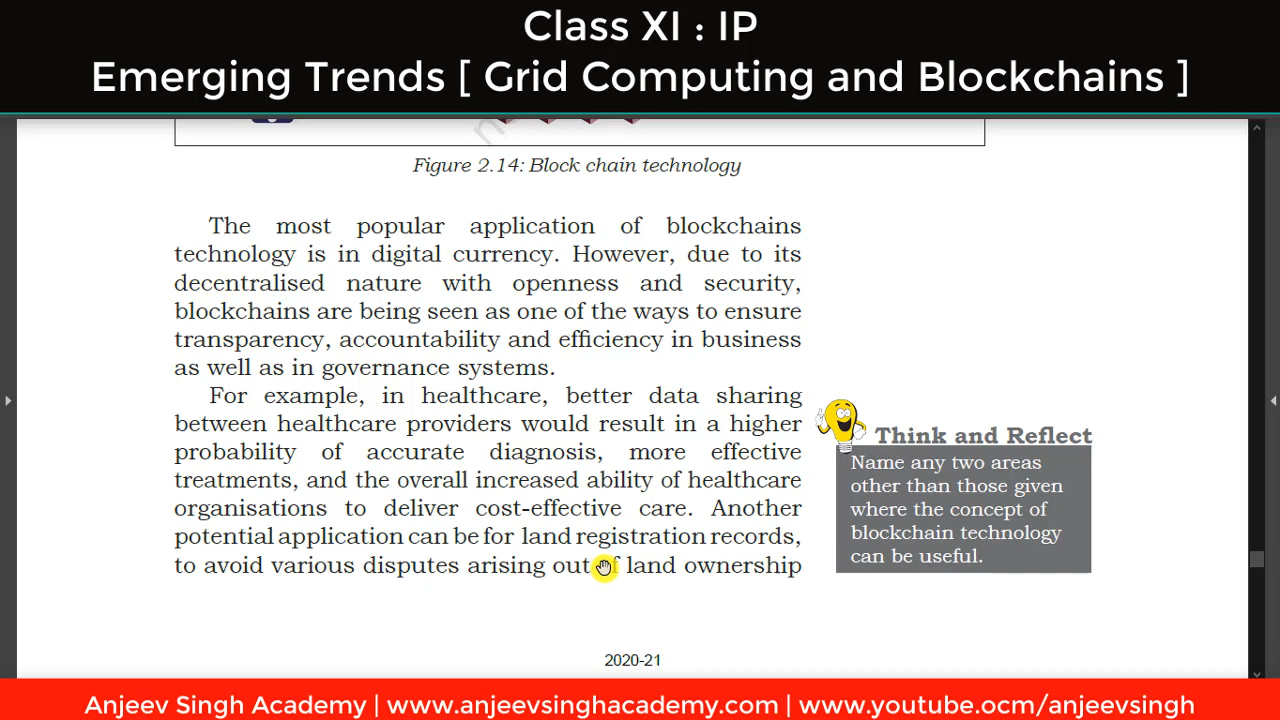 Class XI : IP
Emerging Trends [ Grid Computing and Blockchains ]
Figure 2.14: Block chain technology
The most popular application of blockchains
technology is in digital currency. However, due to its
decentralised nature with openness and security,
blockchains are being seen as one of the ways to ensure
transparency, accountability and efficiency in business
as well as in governance systems.
For example, in healthcare, better data sharing
between healthcare providers would result in a higher
probability of accurate diagnosis, more effective
treatments, and the overall increased ability of healthcare
organisations to deliver cost-effective care. Another
potential application can be for land registration records,
to avoid various disputes arising out of land ownership
Think and Reflect
Name any two areas
other than those given
where the concept of
blockchain technology
can be useful.
2020-21
Anjeev Singh Academy | www.anjeevsinghacademy.com | www.youtube.ocm/anjeevsingh